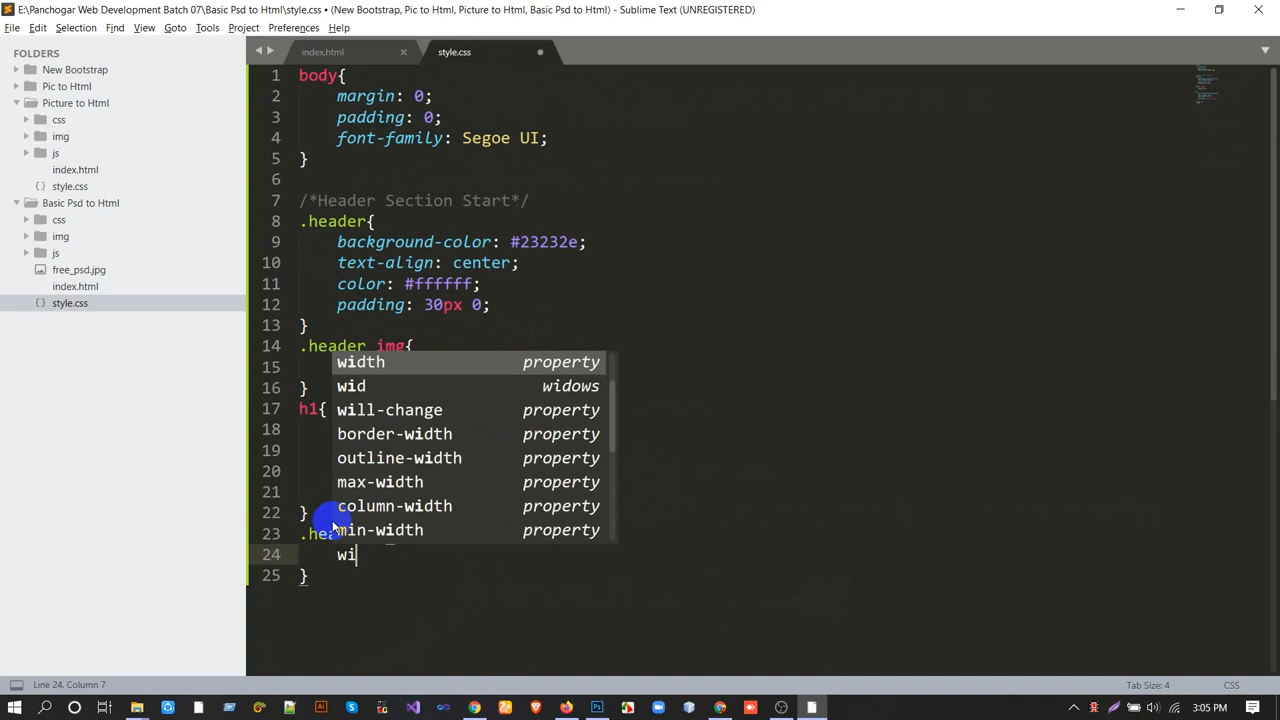 E:\Panchogar Web Development Batch 07\Basic Psd to Html\style.css • (New Bootstrap, Pic to Html, Picture to Html, Basic Psd to Html) - Sublime Text (UNREGISTERED)
File Edit Selection Find View Goto Tools Project Preferences Help
FOLDERS
New Bootstrap
Pic to Html
Picture to Html
css
img
js
index.html
style.css
Basic Psd to Html
css
img
js
free_psd.jpg
index.html
style.css
index.html
style.css
1 body{
2 margin: 0;
3 padding: 0;
4 font-family: Segoe UI;
5 }
6
7 /*Header Section Start*/
8 .header{
9 background-color: #23232e;
10 text-align: center;
11 color: #ffffff;
12 padding: 30px 0;
13 }
14 .header img{
15
16 }
17 h1{
18
19
20
21
22 }
23
24 wi
25 }
width property
wid widows
will-change property
border-width property
outline-width property
max-width property
column-width property
min-width property
Line 24, Column 7
Tab Size: 4
CSS
3:05 PM